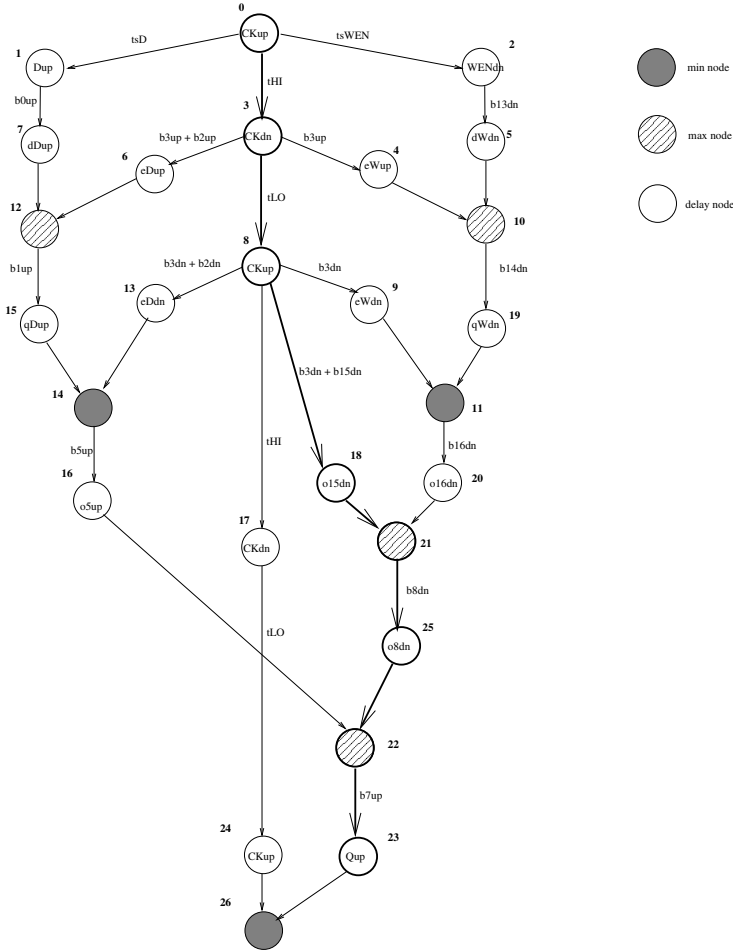 0
CKup
tsD
tsWEN
1
Dup
2
WENdn
min node
tHI
b0up
b13dn
3
CKdn
7
dDup
b3up + b2up
b3up
5
dWdn
max node
6
eDup
4
eWup
tLO
12
10
delay node
8
CKup
b1up
b3dn + b2dn
b3dn
b14dn
13
eDdn
9
eWdn
15
qDup
19
qWdn
b3dn + b15dn
14
11
tHI
b16dn
b5up
18
o15dn
16
o5up
20
o16dn
17
CKdn
21
b8dn
25
o8dn
tLO
22
b7up
24
CKup
23
Qup
26